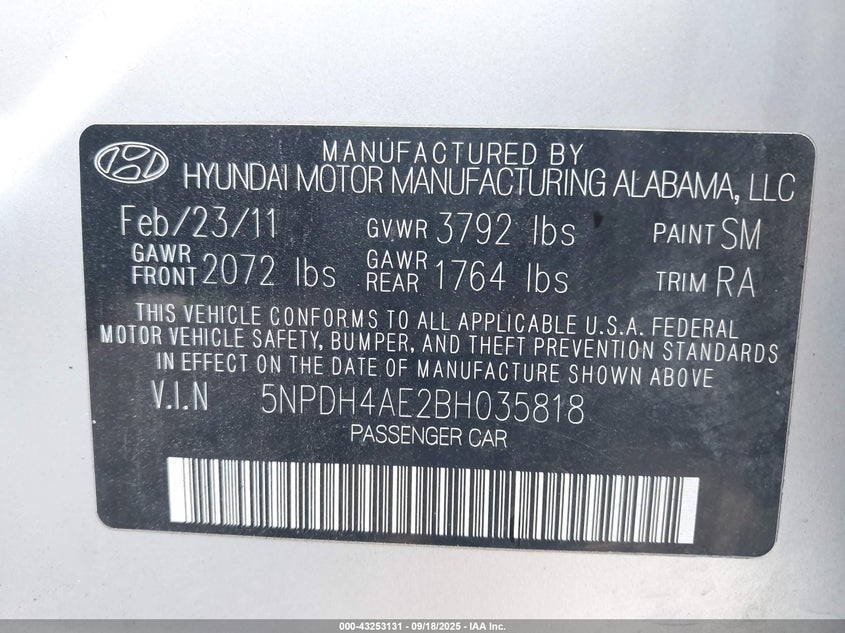 MANUFACTURED BY
HYUNDAI MOTOR MANUFACTURING ALABAMA, LLC
Feb/23/11 GVWR 3792 lbs PAINT SM
GAWR FRONT 2072 lbs GAWR REAR 1764 lbs TRIM RA
THIS VEHICLE CONFORMS TO ALL APPLICABLE U.S.A. FEDERAL
MOTOR VEHICLE SAFETY, BUMPER, AND THEFT PREVENTION STANDARDS
IN EFFECT ON THE DATE OF MANUFACTURE SHOWN ABOVE
V.I.N 5NPDH4AE2BH035818
PASSENGER CAR
000-43253131 - 09/18/2025 - IAA Inc.